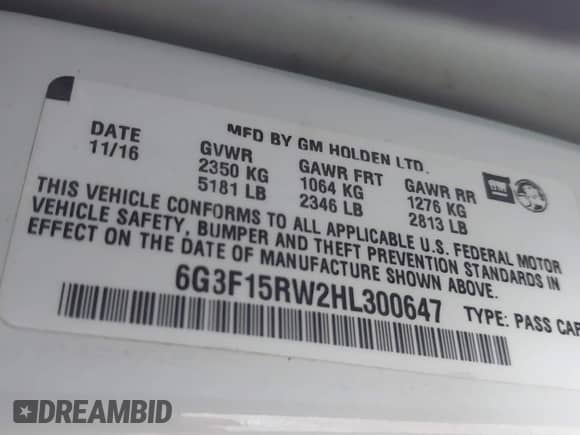 MFD BY GM HOLDEN LTD.
DATE GVWR GAWR FRT GAWR RR
11/16 2350 KG 1064 KG 1276 KG
5181 LB 2346 LB 2813 LB
GM
THIS VEHICLE CONFORMS TO ALL APPLICABLE U.S. FEDERAL MOTOR
VEHICLE SAFETY, BUMPER AND THEFT PREVENTION STANDARDS IN
EFFECT ON THE DATE OF MANUFACTURE SHOWN ABOVE.
6G3F15RW2HL300647 TYPE: PASS CAR
DREAMBID